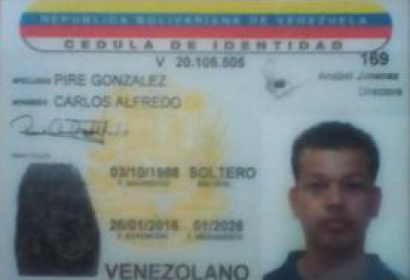 REPUBLICA BOLIVARIANA DE VENEZUELA
CEDULA DE IDENTIDAD
V 20.106.505
169
APELLIDOS PIRE GONZALEZ
Anabel Jimenez
NOMBRES CARLOS ALFREDO
Directora
03/10/1988 SOLTERO
F. NACIMIENTO
26/01/2016 01/2026
F. EXPEDICION F. VENCIMIENTO
VENEZOLANO